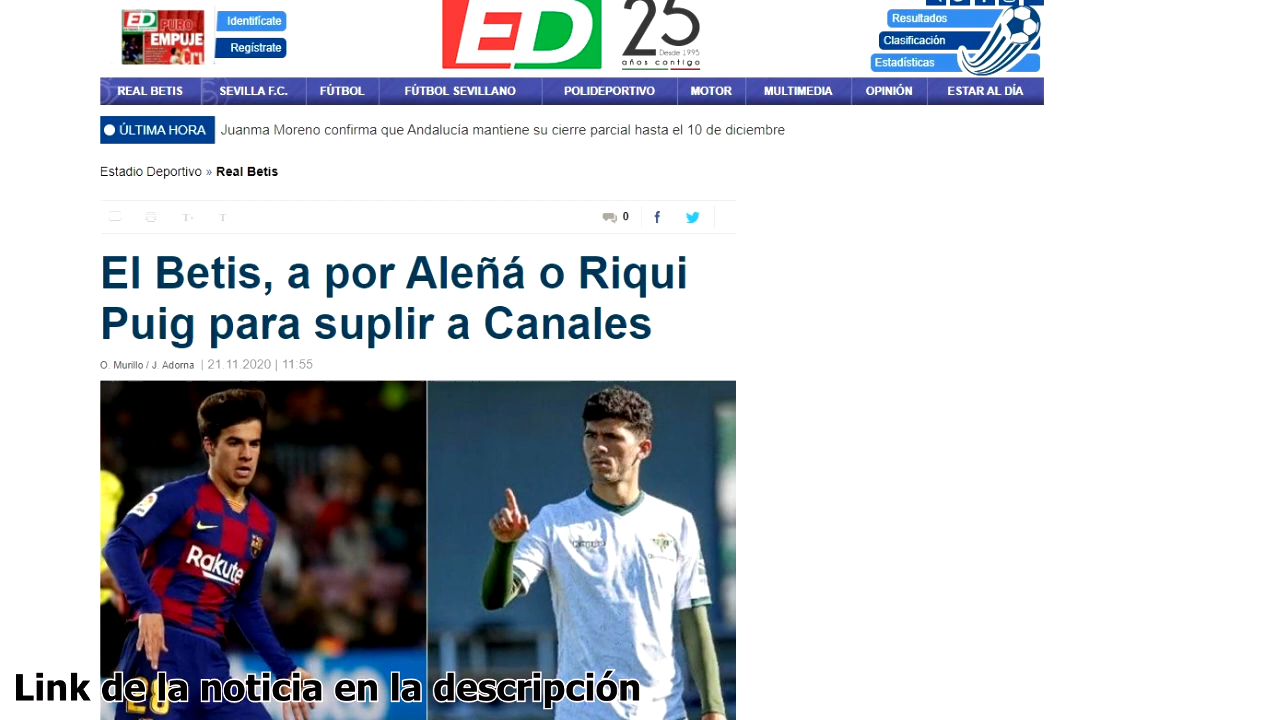 ED
PURO
EMPUJE
Identifícate
Regístrate
ED
25
Desde 1995
años contigo
Resultados
Clasificación
Estadísticas
REAL BETIS
SEVILLA F.C.
FÚTBOL
FÚTBOL SEVILLANO
POLIDEPORTIVO
MOTOR
MULTIMEDIA
OPINIÓN
ESTAR AL DÍA
ÚLTIMA HORA Juanma Moreno confirma que Andalucía mantiene su cierre parcial hasta el 10 de diciembre
Estadio Deportivo » Real Betis
T- T 0
El Betis, a por Aleñá o Riqui
Puig para suplir a Canales
O. Murillo / J. Adorna | 21.11.2020 | 11:55
Rakuten
28
Link de la noticia en la descripción